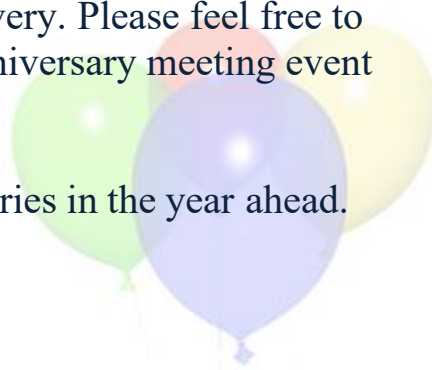 very. Please feel free to
niversary meeting event
ries in the year ahead.